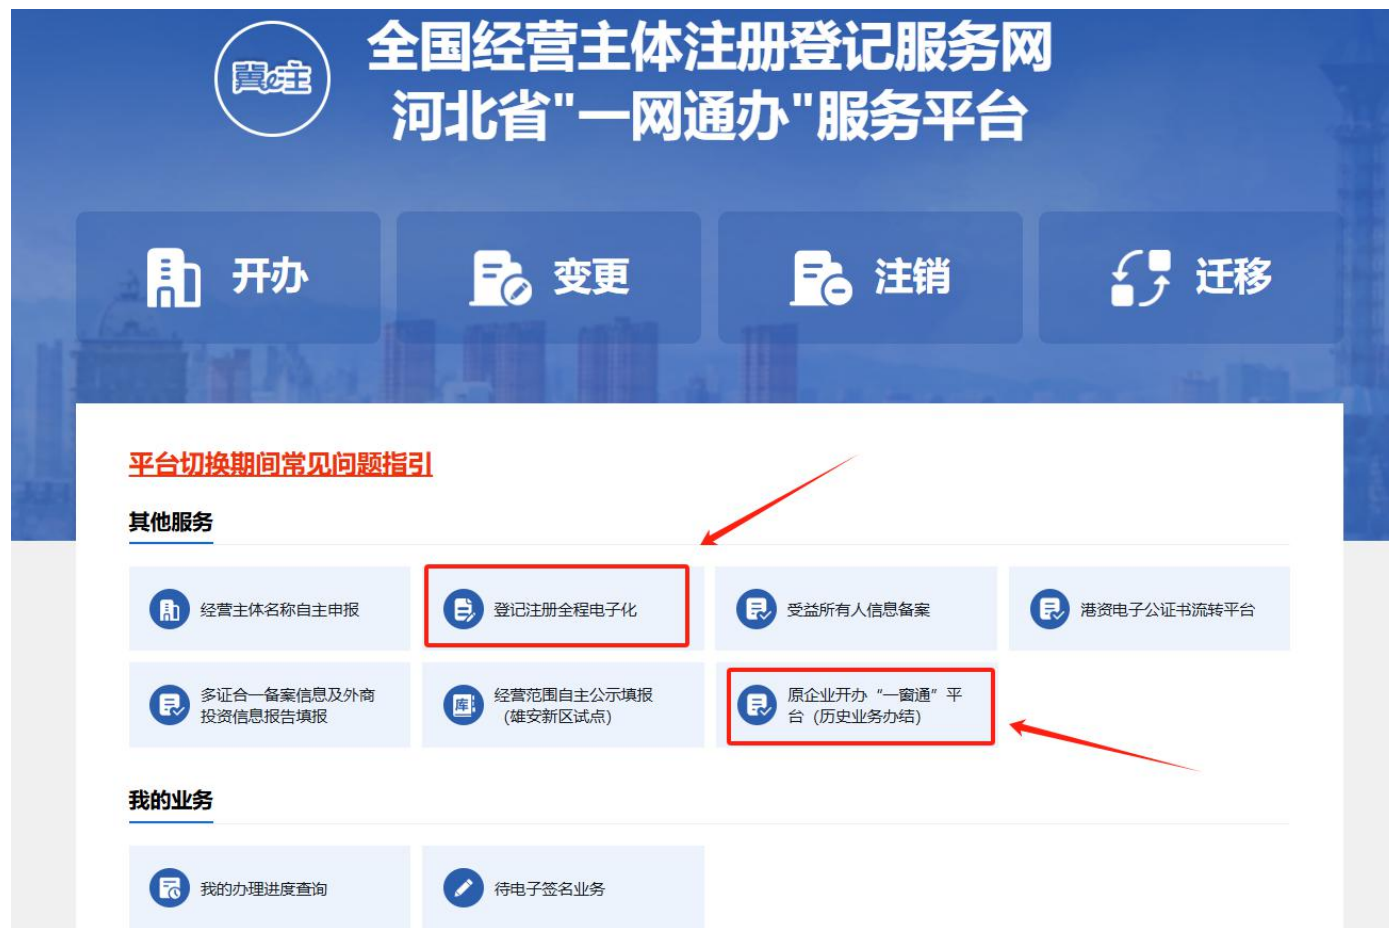 冀e主
全国经营主体注册登记服务网
河北省"一网通办"服务平台
开办
变更
注销
迁移
平台切换期间常见问题指引
其他服务
经营主体名称自主申报
登记注册全程电子化
受益所有人信息备案
港资电子公证书流转平台
多证合一备案信息及外商
投资信息报告填报
库
经营范围自主公示填报
(雄安新区试点)
原企业开办“一窗通”平
台（历史业务办结）
我的业务
我的办理进度查询
待电子签名业务